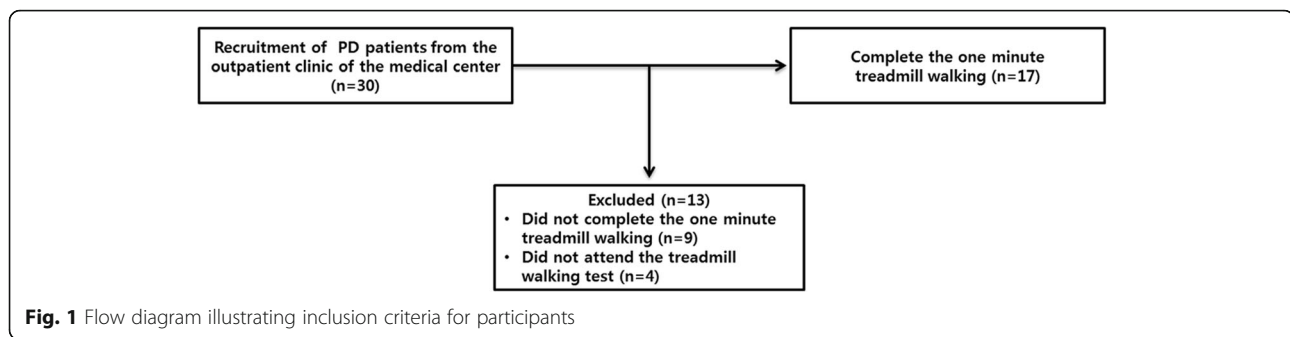 Recruitment of PD patients from the
outpatient clinic of the medical center
(n=30)
Complete the one minute
treadmill walking (n=17)
Excluded (n=13)
• Did not complete the one minute
treadmill walking (n=9)
• Did not attend the treadmill
walking test (n=4)
Fig. 1 Flow diagram illustrating inclusion criteria for participants